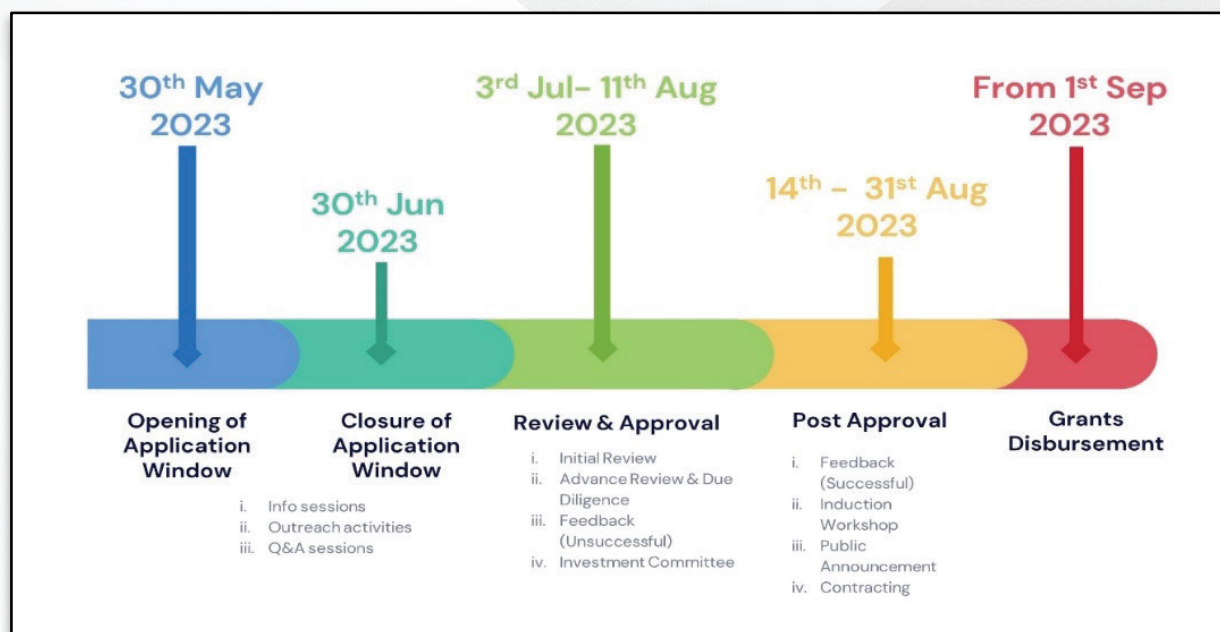 30th May
2023
30th Jun
2023
3rd Jul- 11th Aug
2023
14th - 31st Aug
2023
From 1st Sep
2023
Opening of
Application
Window
Closure of
Application
Window
i. Info sessions
ii. Outreach activities
iii. Q&A sessions
Review & Approval
i. Initial Review
ii. Advance Review & Due
Diligence
iii. Feedback
(Unsuccessful)
iv. Investment Committee
Post Approval
i. Feedback
(Successful)
ii. Induction
Workshop
iii. Public
Announcement
iv. Contracting
Grants
Disbursement